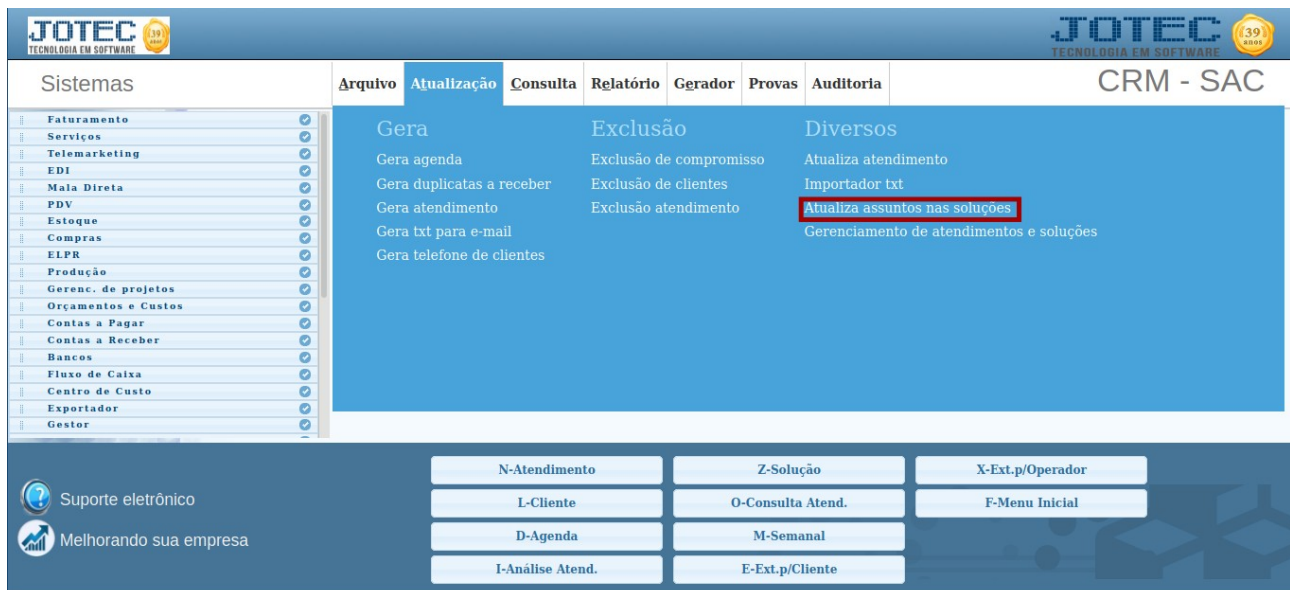 JOTEC
39
anos
TECNOLOGIA EM SOFTWARE
JOTEC
39
anos
TECNOLOGIA EM SOFTWARE
Sistemas
Arquivo Atualização Consulta Relatório Gerador Provas Auditoria
CRM - SAC
Faturamento
Serviços
Telemarketing
EDI
Mala Direta
PDV
Estoque
Compras
ELPR
Produção
Gerenc. de projetos
Orçamentos e Custos
Contas a Pagar
Contas a Receber
Bancos
Fluxo de Caixa
Centro de Custo
Exportador
Gestor
Gera
Gera agenda
Gera duplicatas a receber
Gera atendimento
Gera txt para e-mail
Gera telefone de clientes
Exclusão
Exclusão de compromisso
Exclusão de clientes
Exclusão atendimento
Diversos
Atualiza atendimento
Importador txt
Atualiza assuntos nas soluções
Gerenciamento de atendimentos e soluções
Suporte eletrônico
Melhorando sua empresa
N-Atendimento Z-Solução X-Ext.p/Operador
L-Cliente O-Consulta Atend. F-Menu Inicial
D-Agenda M-Semanal
I-Análise Atend. E-Ext.p/Cliente